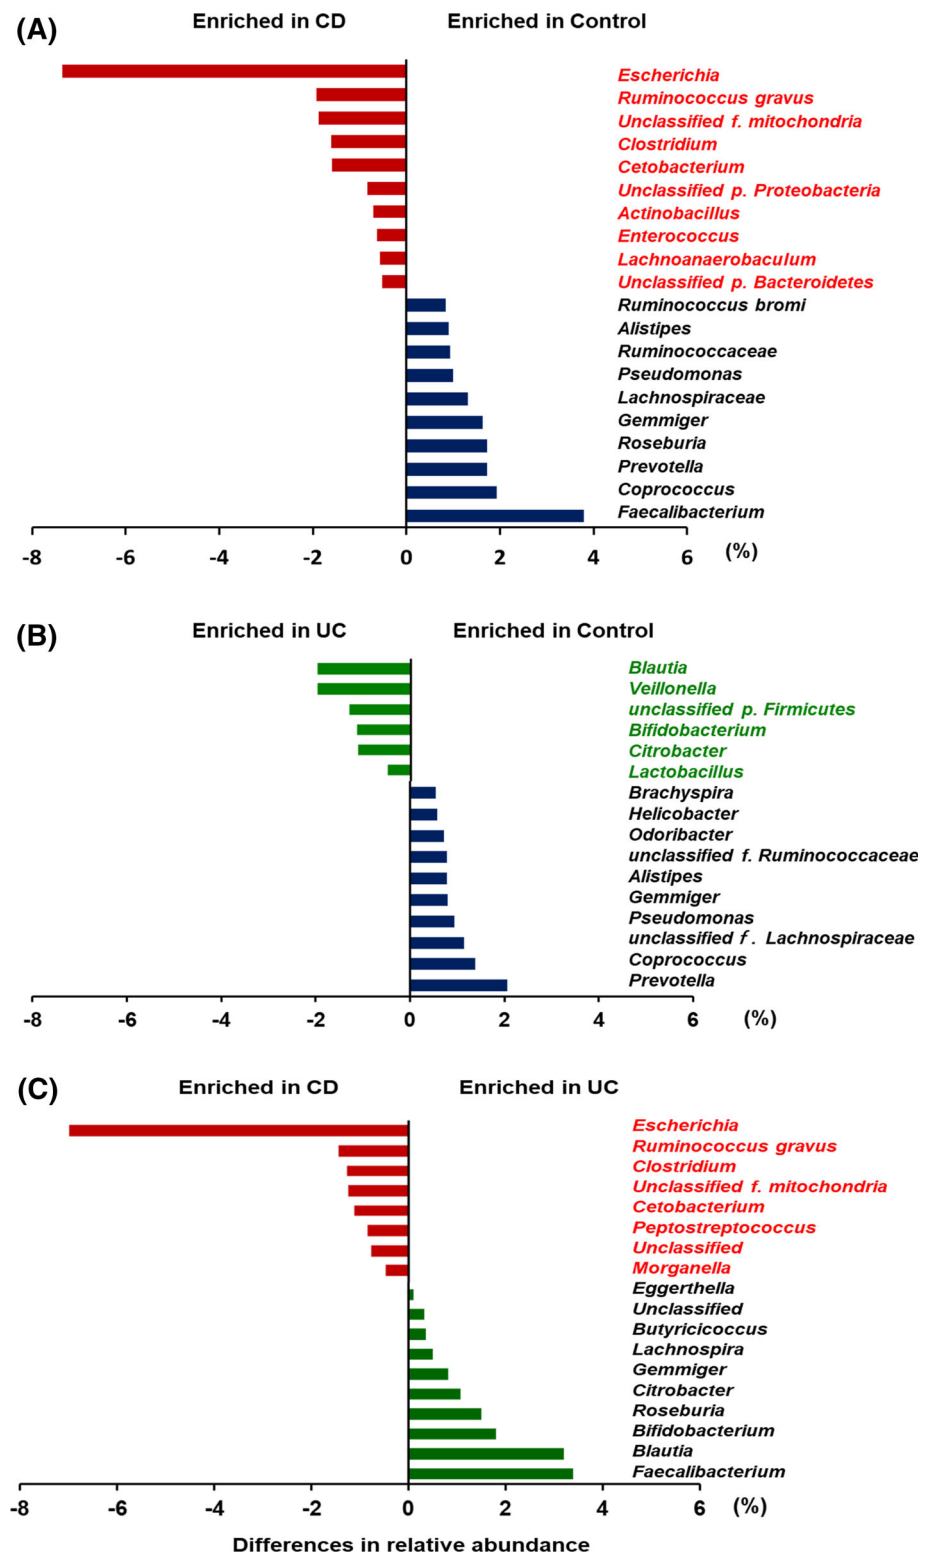 (A)
Enriched in CD Enriched in Control
Escherichia
Ruminococcus gravus
Unclassified f. mitochondria
Clostridium
Cetobacterium
Unclassified p. Proteobacteria
Actinobacillus
Enterococcus
Lachnoanaerobaculum
Unclassified p. Bacteroidetes
Ruminococcus bromi
Alistipes
Ruminococcaceae
Pseudomonas
Lachnospiraceae
Gemmiger
Roseburia
Prevotella
Coprococcus
Faecalibacterium
-8 -6 -4 -2 0 2 4 6 (%)
(B)
Enriched in UC Enriched in Control
Blautia
Veillonella
unclassified p. Firmicutes
Bifidobacterium
Citrobacter
Lactobacillus
Brachyspira
Helicobacter
Odoribacter
unclassified f. Ruminococcaceae
Alistipes
Gemmiger
Pseudomonas
unclassified f. Lachnospiraceae
Coprococcus
Prevotella
-8 -6 -4 -2 0 2 4 6 (%)
(C)
Enriched in CD Enriched in UC
Escherichia
Ruminococcus gravus
Clostridium
Unclassified f. mitochondria
Cetobacterium
Peptostreptococcus
Unclassified
Morganella
Eggerthella
Unclassified
Butyricicoccus
Lachnospira
Gemmiger
Citrobacter
Roseburia
Bifidobacterium
Blautia
Faecalibacterium
-8 -6 -4 -2 0 2 4 6 (%)
Differences in relative abundance